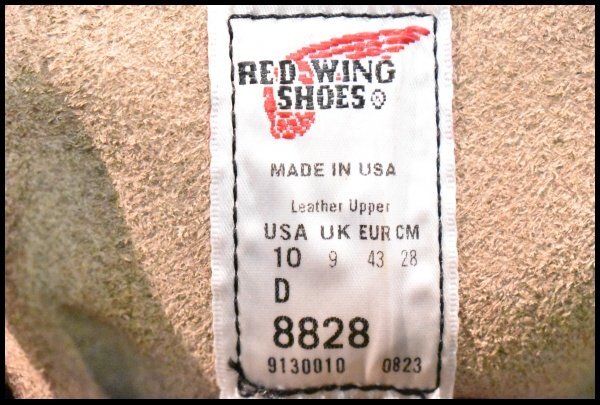 RED WING
SHOES®
MADE IN USA
Leather Upper
USA UK EUR CM
10 9 43 28
D
8828
9130010 0823